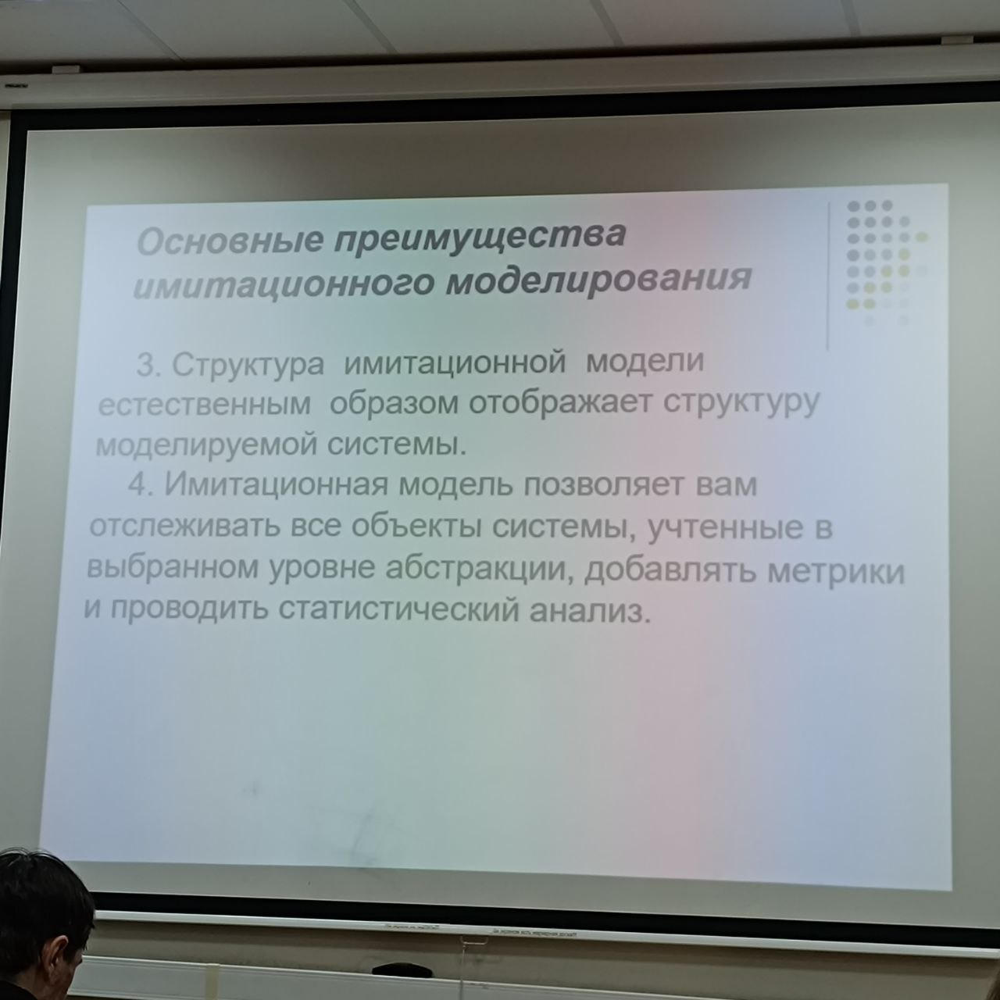 Основные преимущества
имитационного моделирования
3. Структура имитационной модели
естественным образом отображает структуру
моделируемой системы.
4. Имитационная модель позволяет вам
отслеживать все объекты системы, учтенные в
выбранном уровне абстракции, добавлять метрики
и проводить статистический анализ.